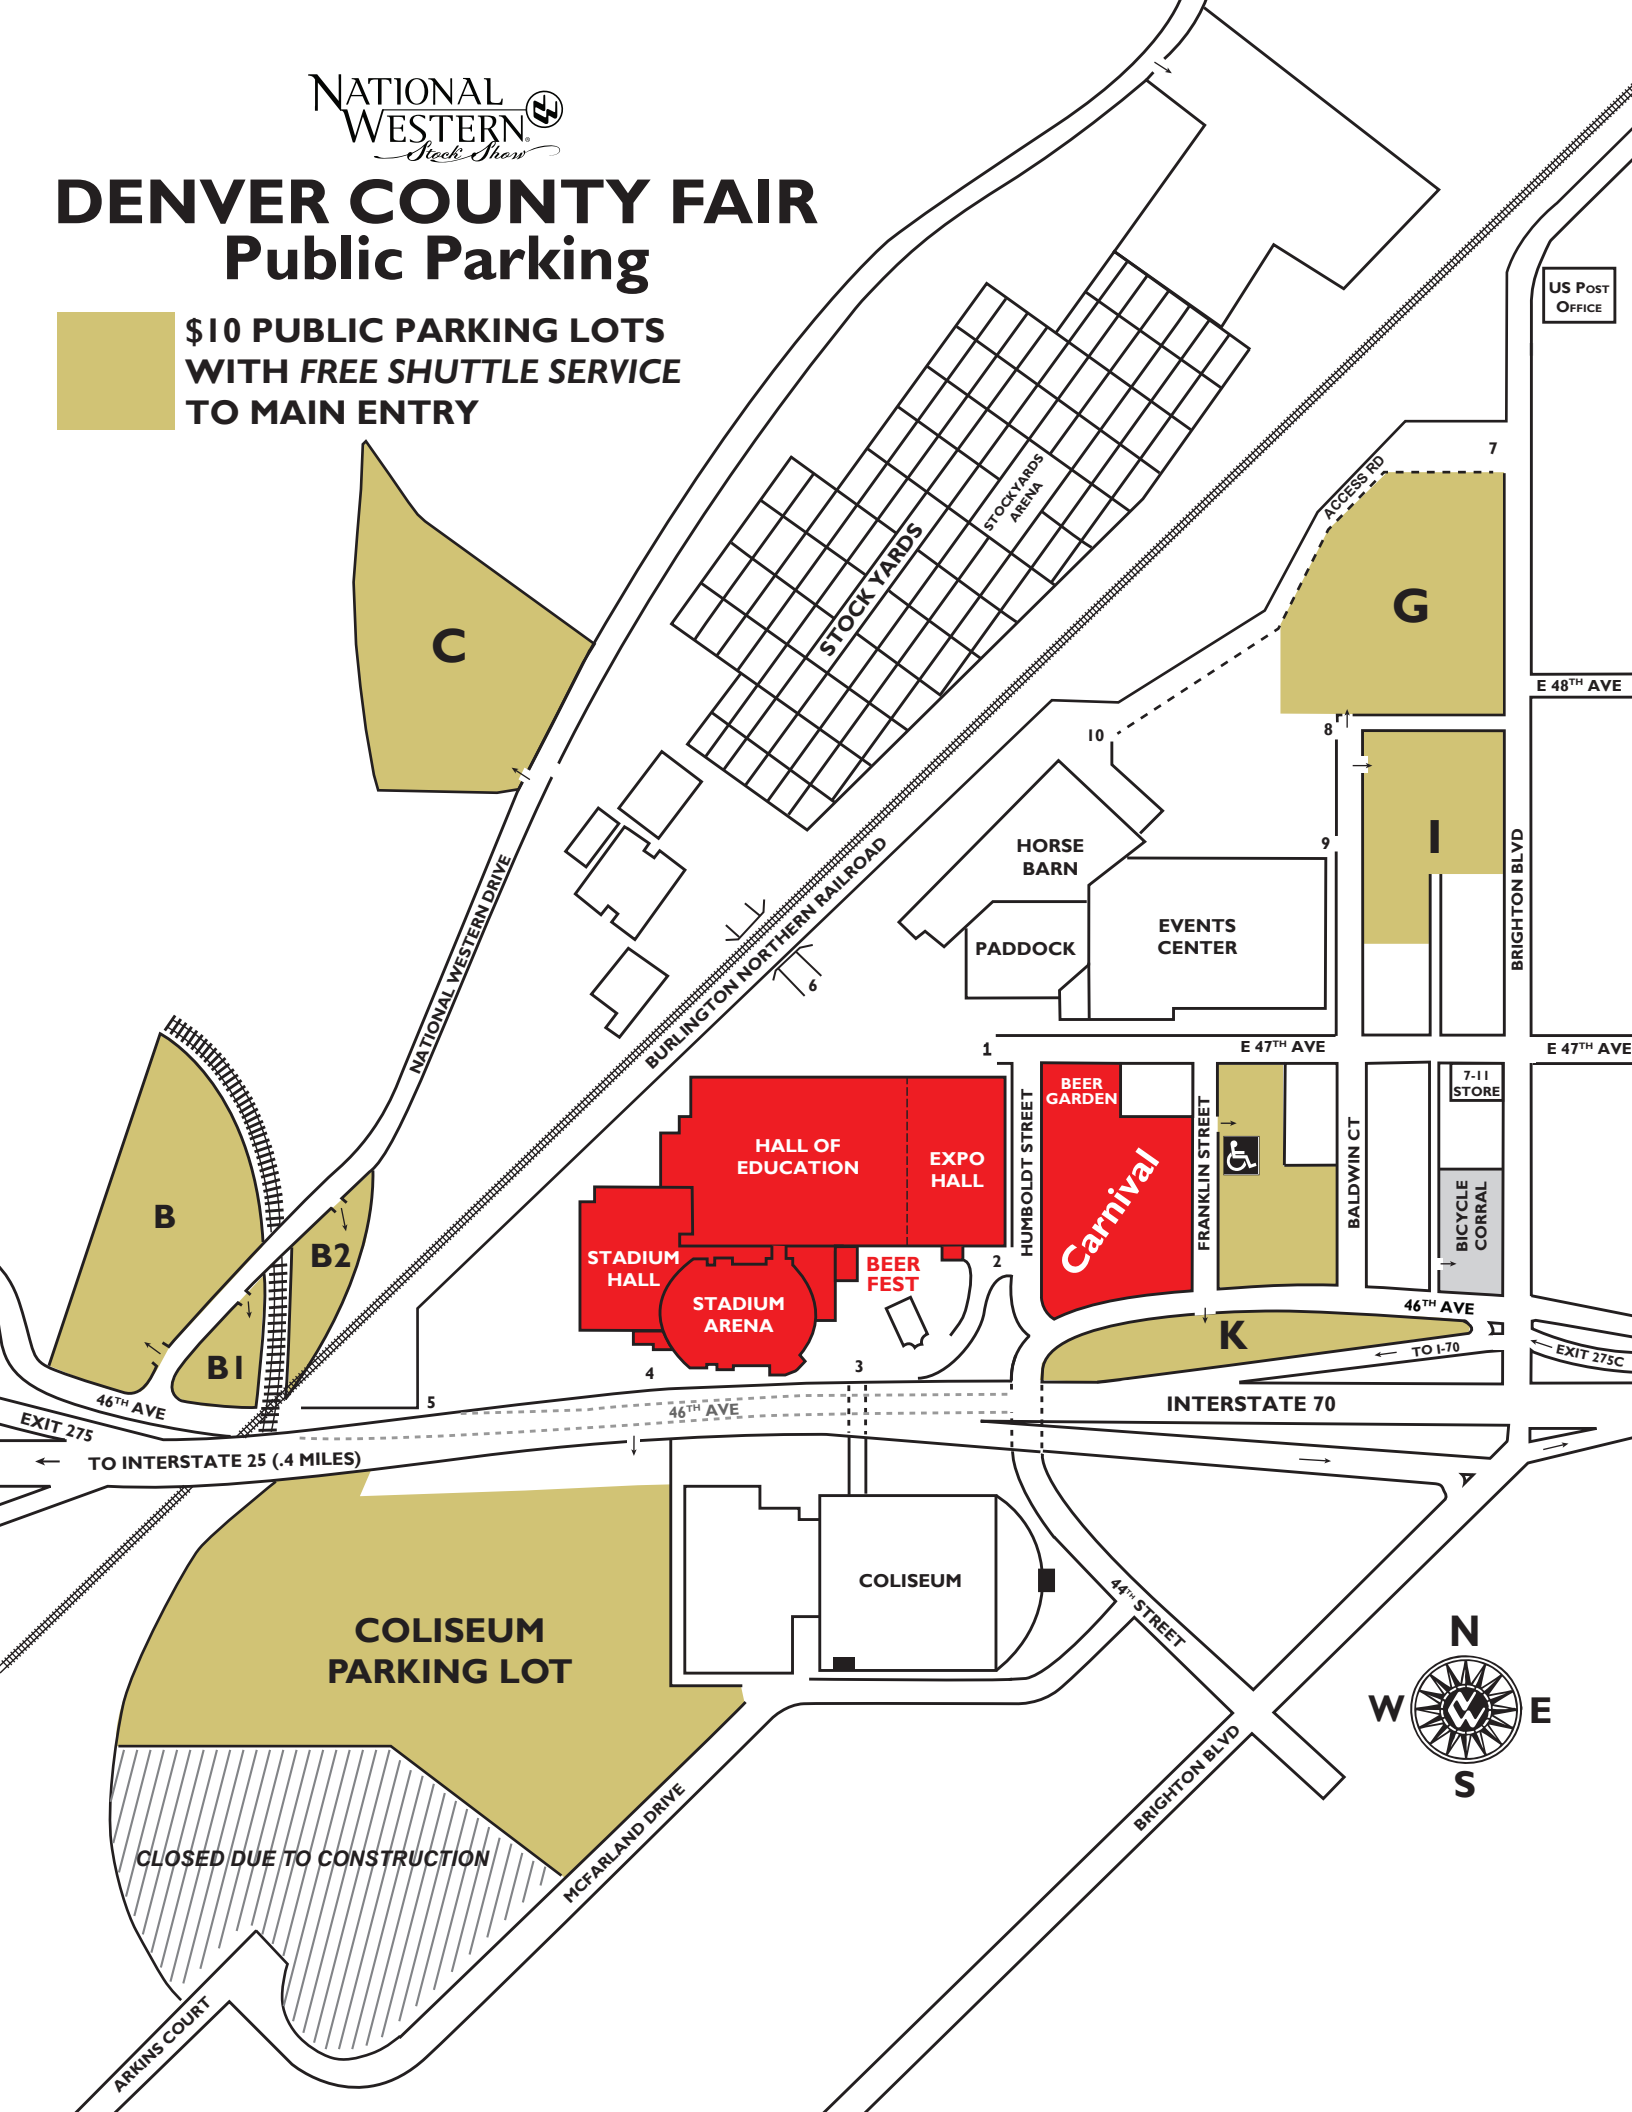 NATIONAL
WESTERN®
Stock Show
DENVER COUNTY FAIR
Public Parking
$10 PUBLIC PARKING LOTS
WITH FREE SHUTTLE SERVICE
TO MAIN ENTRY
US POST
OFFICE
7
ACCESS RD
STOCKYARDS
ARENA
STOCK YARDS
G
C
E 48TH AVE
8
10
I
9
HORSE
BARN
EVENTS
CENTER
PADDOCK
BRIGHTON BLVD
NATIONAL WESTERN DRIVE
BURLINGTON NORTHERN RAILROAD
6
1
E 47TH AVE
E 47TH AVE
7-11
STORE
BEER
GARDEN
HUMBOLDT STREET
Carnival
FRANKLIN STREET
BALDWIN CT
BICYCLE
CORRAL
HALL OF
EDUCATION
EXPO
HALL
B
B2
STADIUM
HALL
BEER
FEST
2
STADIUM
ARENA
46TH AVE
K
TO I-70
EXIT 275C
B1
4
3
5
46TH AVE
46TH AVE
INTERSTATE 70
EXIT 275
TO INTERSTATE 25 (.4 MILES)
COLISEUM
44TH STREET
COLISEUM
PARKING LOT
N
W
E
S
BRIGHTON BLVD
MCFARLAND DRIVE
CLOSED DUE TO CONSTRUCTION
ARKINS COURT